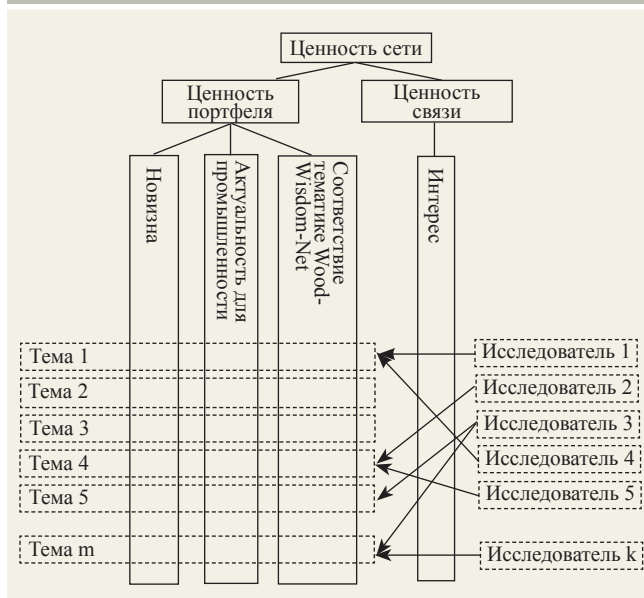 Ценность сети
Ценность
портфеля
Ценность
связи
Новизна
Актуальность для
промышленности
Соответствие
тематике Wood-
Wisdom-Net
Интерес
Тема 1
Тема 2
Тема 3
Тема 4
Тема 5
Тема m
Исследователь 1
Исследователь 2
Исследователь 3
Исследователь 4
Исследователь 5
Исследователь k